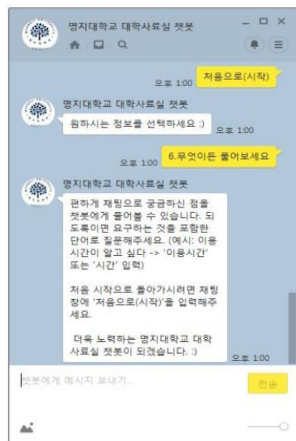 명지대학교 대학사료실 챗봇
처음으로(시작)
오후 1:00
명지대학교 대학사료실 챗봇
원하시는 정보를 선택하세요 :)
오후 1:00
6.무엇이든 물어보세요
오후 1:00
명지대학교 대학사료실 챗봇
편하게 채팅으로 궁금하신 점을
챗봇에게 물어볼 수 있습니다. 되
도록이면 요구하는 것을 포함한
단어로 질문해주세요. (예시: 이용
시간이 알고 싶다 -> '이용시간'
또는 '시간' 입력)
처음 시작으로 돌아가시려면 채팅
창에 '처음으로(시작)'을 입력해주
세요.
더욱 노력하는 명지대학교 대학
사료실 챗봇이 되겠습니다. :)
오후 1:00
챗봇에게 메시지 보내기...
전송